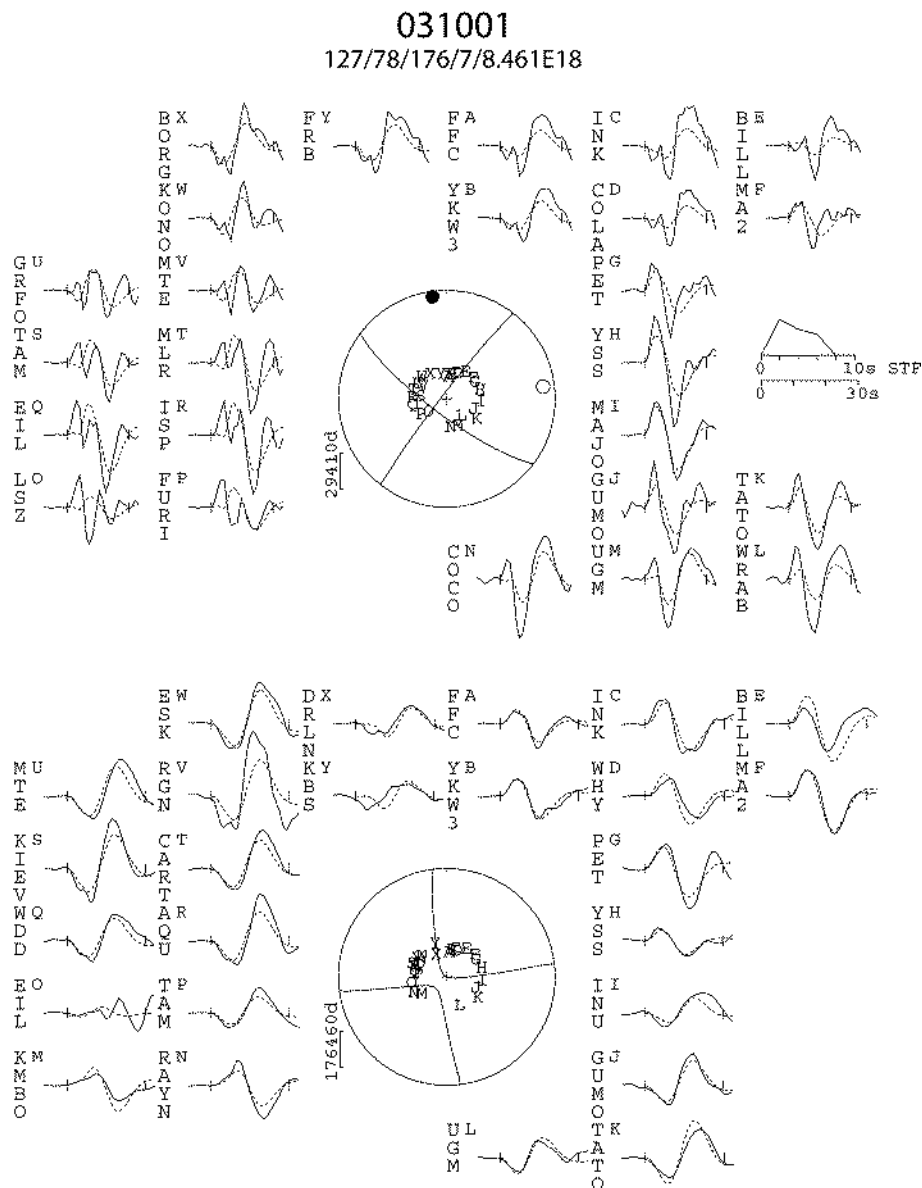 031001
127/78/176/7/8.461E18
BORG X
FRB Y
FFC A
INK C
BILL E
KONO W
YKW3 B
COLA D
MA2 F
GRFO U
MTE V
PET G
TAM S
MLR T
YSS H
0 10s STF
0 30s
EIL Q
ISP R
MAJO I
29410d
LSZ O
FURI P
GUMO J
TATO K
COCO N
UGM M
WRAB L
ESK W
DRLN X
FFC A
INK C
BILL E
MTE U
RGN V
KBS Y
YKW3 B
WHY D
MA2 F
KIEV S
CART T
PET G
WDD Q
AQU R
YSS H
EIL O
TAM P
INU I
176460d
KMBO M
RAYN N
GUMO J
UGM L
TATO K